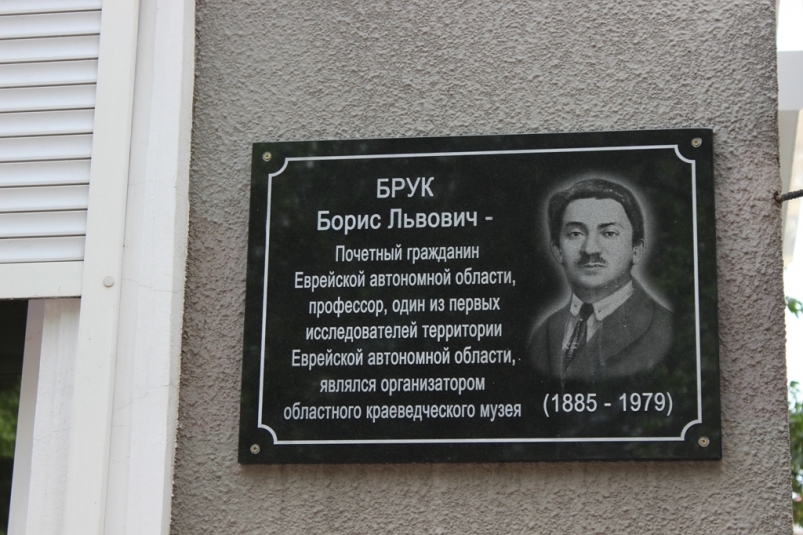 БРУК
Борис Львович -
Почетный гражданин
Еврейской автономной области,
профессор, один из первых
исследователей территории
Еврейской автономной области,
являлся организатором
областного краеведческого музея
(1885 - 1979)